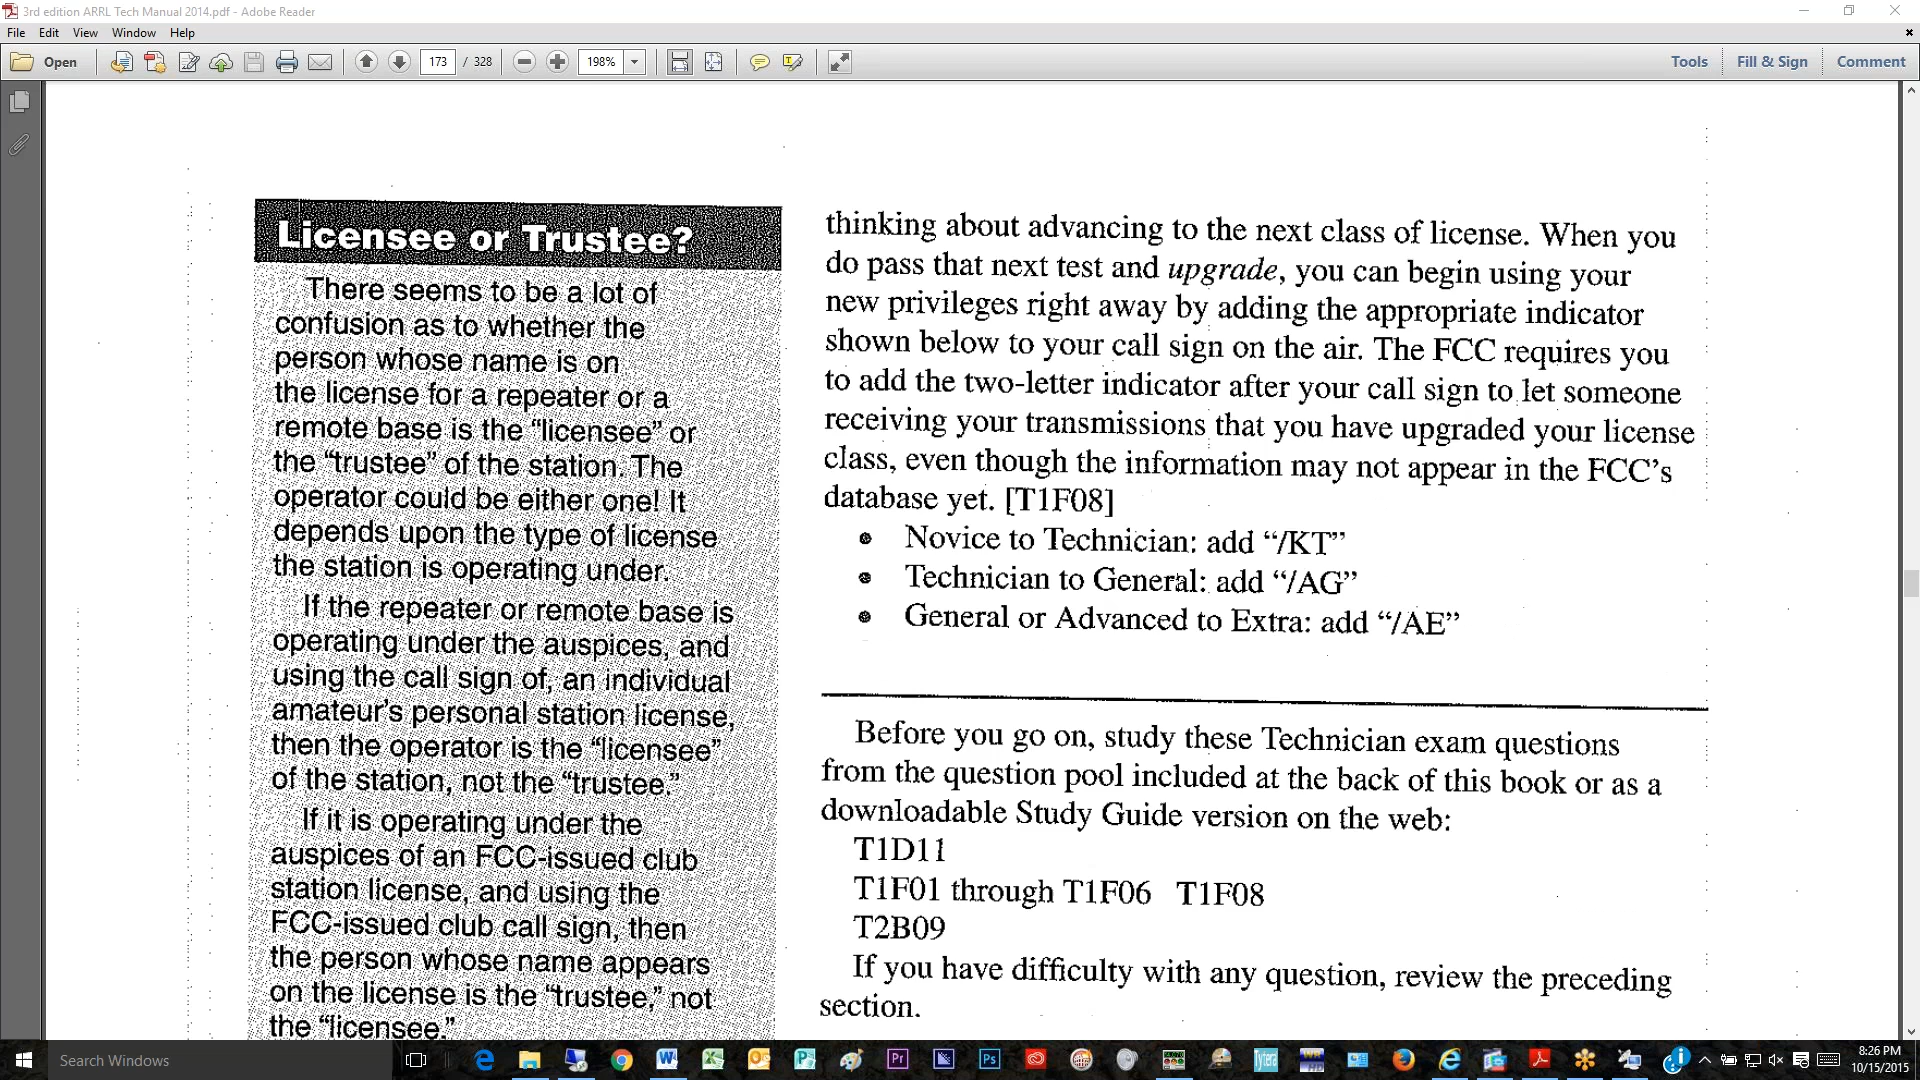 3rd edition ARRL Tech Manual 2014.pdf - Adobe Reader
File Edit View Window Help
Open 173 / 328 198% Tools Fill & Sign Comment
Licensee or Trustee?
There seems to be a lot of
confusion as to whether the
person whose name is on
the license for a repeater or a
remote base is the “licensee” or
the “trustee” of the station. The
operator could be either one! It
depends upon the type of license
the station is operating under.
If the repeater or remote base is
operating under the auspices, and
using the call sign of, an individual
amateur’s personal station license,
then the operator is the “licensee”
of the station, not the “trustee.”
If it is operating under the
auspices of an FCC-issued club
station license, and using the
FCC-issued club call sign, then
the person whose name appears
on the license is the “trustee,” not
the “licensee.”
thinking about advancing to the next class of license. When you
do pass that next test and upgrade, you can begin using your
new privileges right away by adding the appropriate indicator
shown below to your call sign on the air. The FCC requires you
to add the two-letter indicator after your call sign to let someone
receiving your transmissions that you have upgraded your license
class, even though the information may not appear in the FCC’s
database yet. [T1F08]
• Novice to Technician: add “/KT”
• Technician to General: add “/AG”
• General or Advanced to Extra: add “/AE”
Before you go on, study these Technician exam questions
from the question pool included at the back of this book or as a
downloadable Study Guide version on the web:
T1D11
T1F01 through T1F06 T1F08
T2B09
If you have difficulty with any question, review the preceding
section.
Search Windows
Pr
Ps
Tytera
8:26 PM
10/15/2015